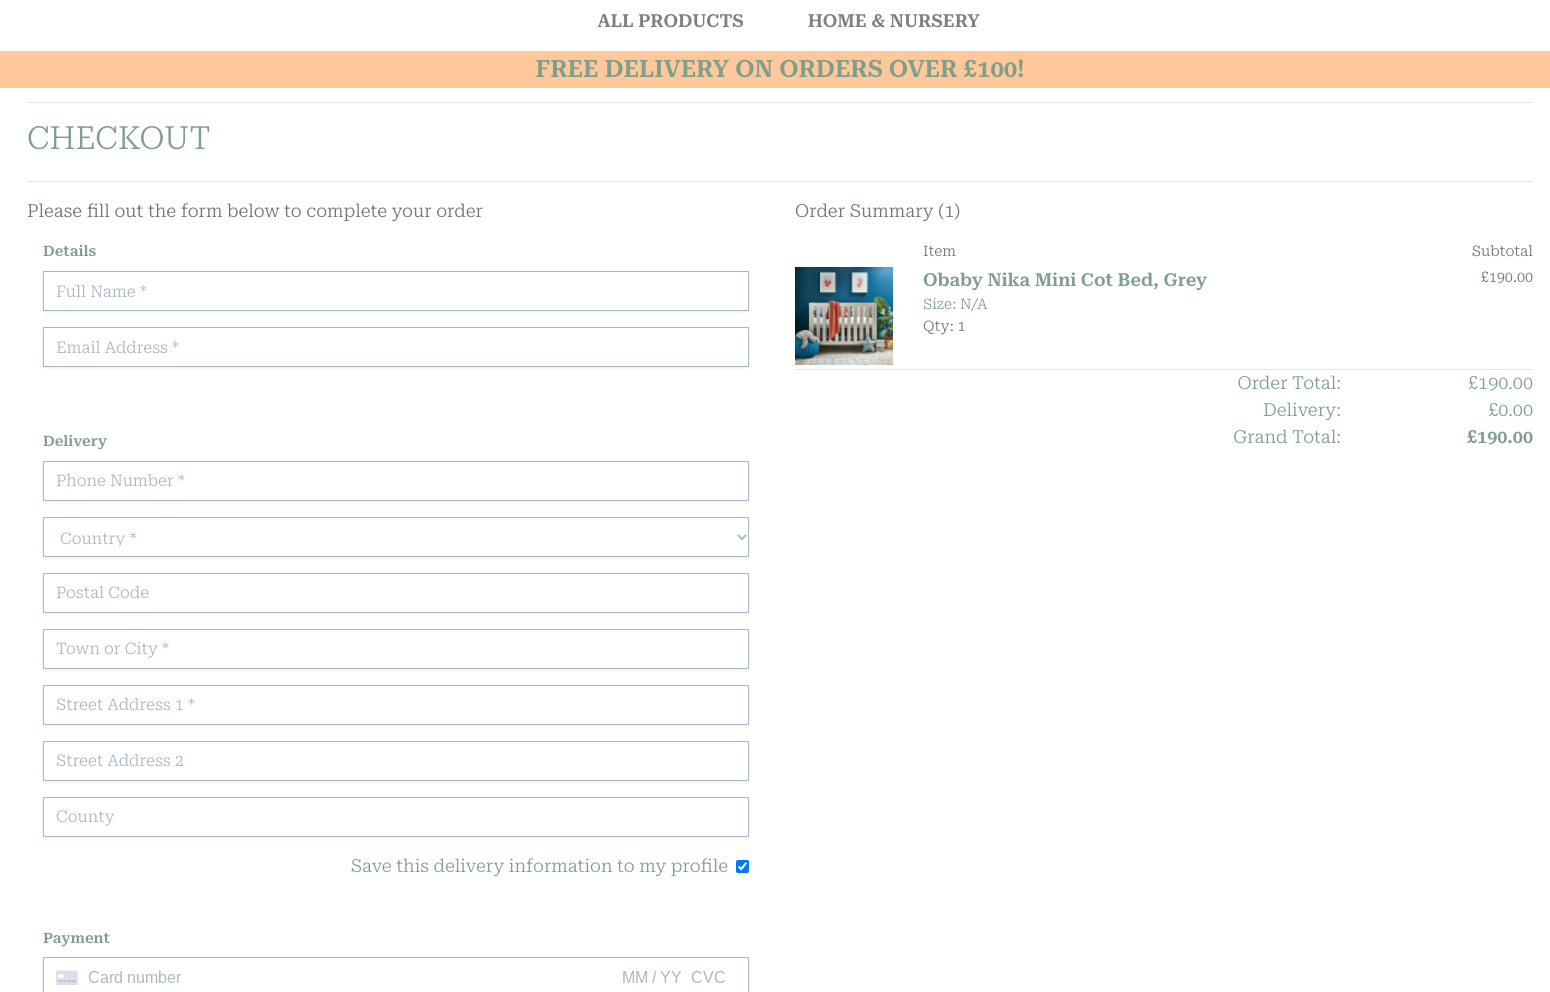 ALL PRODUCTS HOME & NURSERY
FREE DELIVERY ON ORDERS OVER £100!
CHECKOUT
Please fill out the form below to complete your order
Details
Full Name *
Email Address *
Delivery
Phone Number *
Country *
Postal Code
Town or City *
Street Address 1 *
Street Address 2
County
Save this delivery information to my profile
Payment
Card number MM / YY CVC
Order Summary (1)
Item Subtotal
Obaby Nika Mini Cot Bed, Grey £190.00
Size: N/A
Qty: 1
Order Total: £190.00
Delivery: £0.00
Grand Total: £190.00